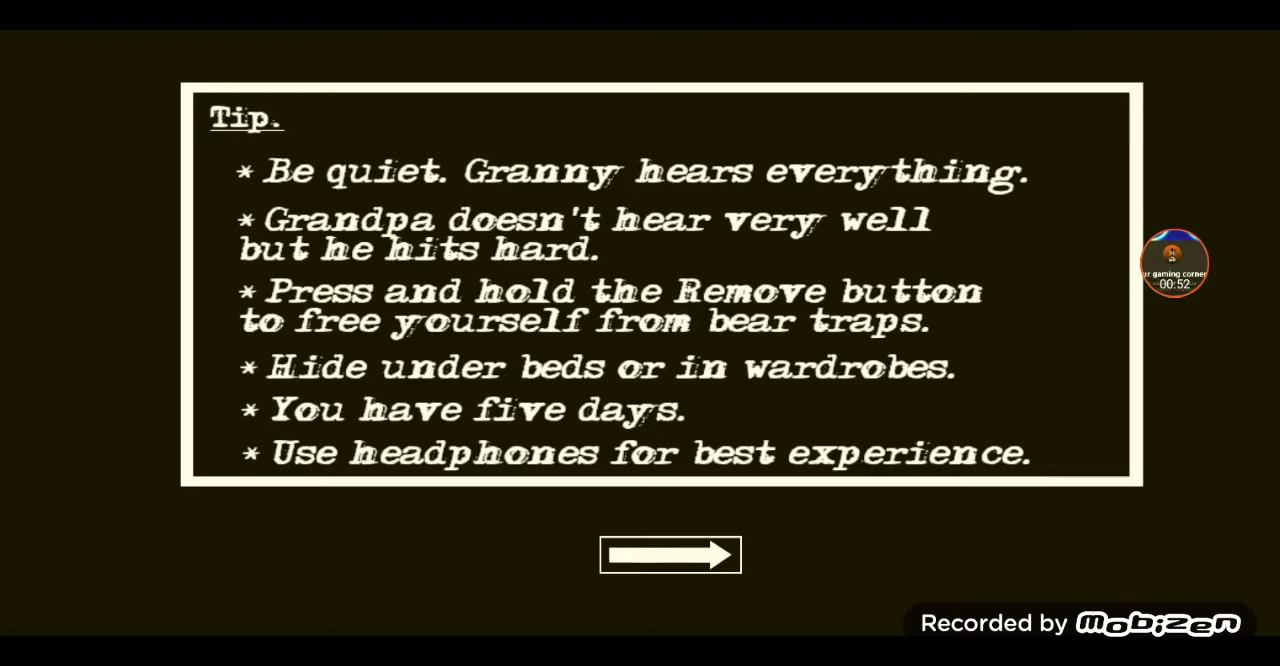 Tip.
* Be quiet. Granny hears everything.
* Grandpa doesn't hear very well
but he hits hard.
* Press and hold the Remove button
to free yourself from bear traps.
* Hide under beds or in wardrobes.
* You have five days.
* Use headphones for best experience.
gaming corner
00:52
Recorded by mobizen